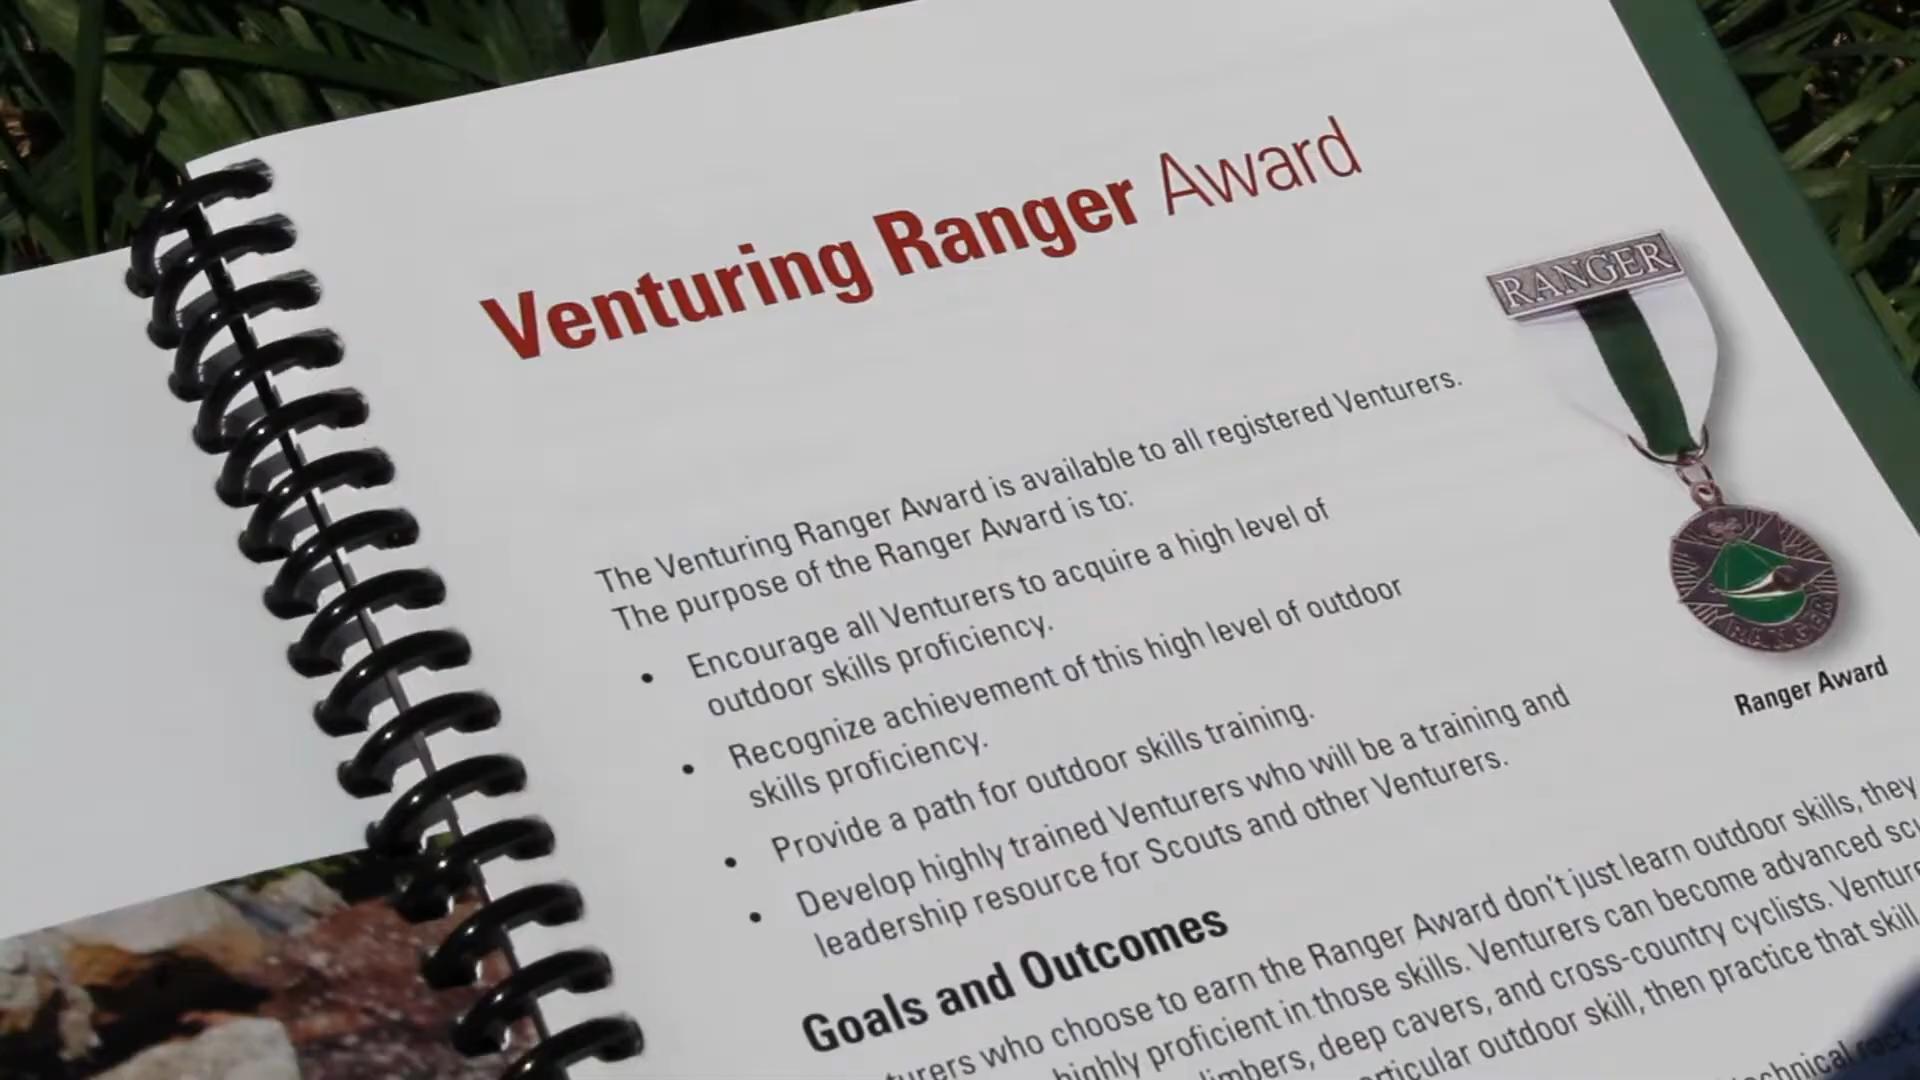 Venturing Ranger Award
RANGER
The Venturing Ranger Award is available to all registered Venturers.
The purpose of the Ranger Award is to:
• Encourage all Venturers to acquire a high level of
outdoor skills proficiency.
• Recognize achievement of this high level of outdoor
skills proficiency.
• Provide a path for outdoor skills training.
• Develop highly trained Venturers who will be a training and
leadership resource for Scouts and other Venturers.
RANGER
Ranger Award
Goals and Outcomes
who choose to earn the Ranger Award don't just learn outdoor skills, they
highly proficient in those skills. Venturers can become advanced
deep cavers, and cross-country cyclists.
outdoor skill, then practice that skill